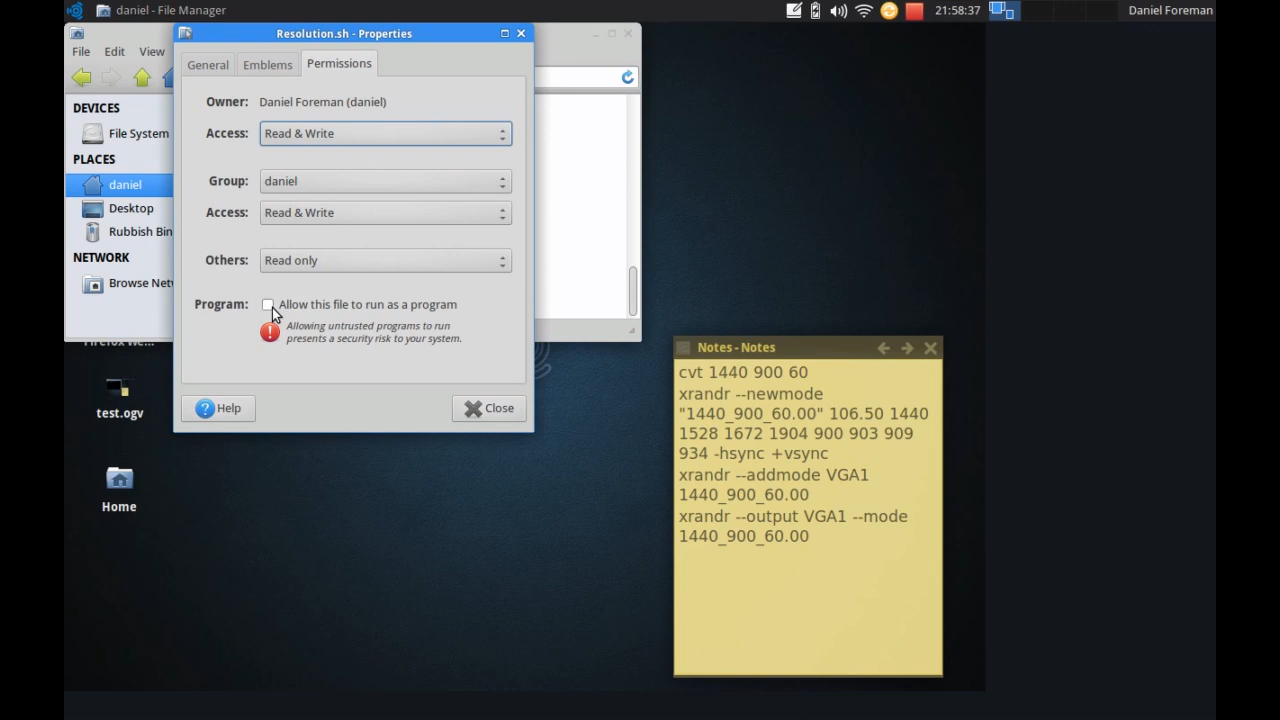 daniel - File Manager
21:58:37
Daniel Foreman
Resolution.sh - Properties
File Edit View
General Emblems Permissions
DEVICES
File System
PLACES
daniel
Desktop
Rubbish Bin
NETWORK
Browse Net
Owner: Daniel Foreman (daniel)
Access: Read & Write
Group: daniel
Access: Read & Write
Others: Read only
Program: Allow this file to run as a program
Allowing untrusted programs to run
presents a security risk to your system.
Help Close
test.ogv
Home
Notes - Notes
cvt 1440 900 60
xrandr --newmode
"1440_900_60.00" 106.50 1440
1528 1672 1904 900 903 909
934 -hsync +vsync
xrandr --addmode VGA1
1440_900_60.00
xrandr --output VGA1 --mode
1440_900_60.00